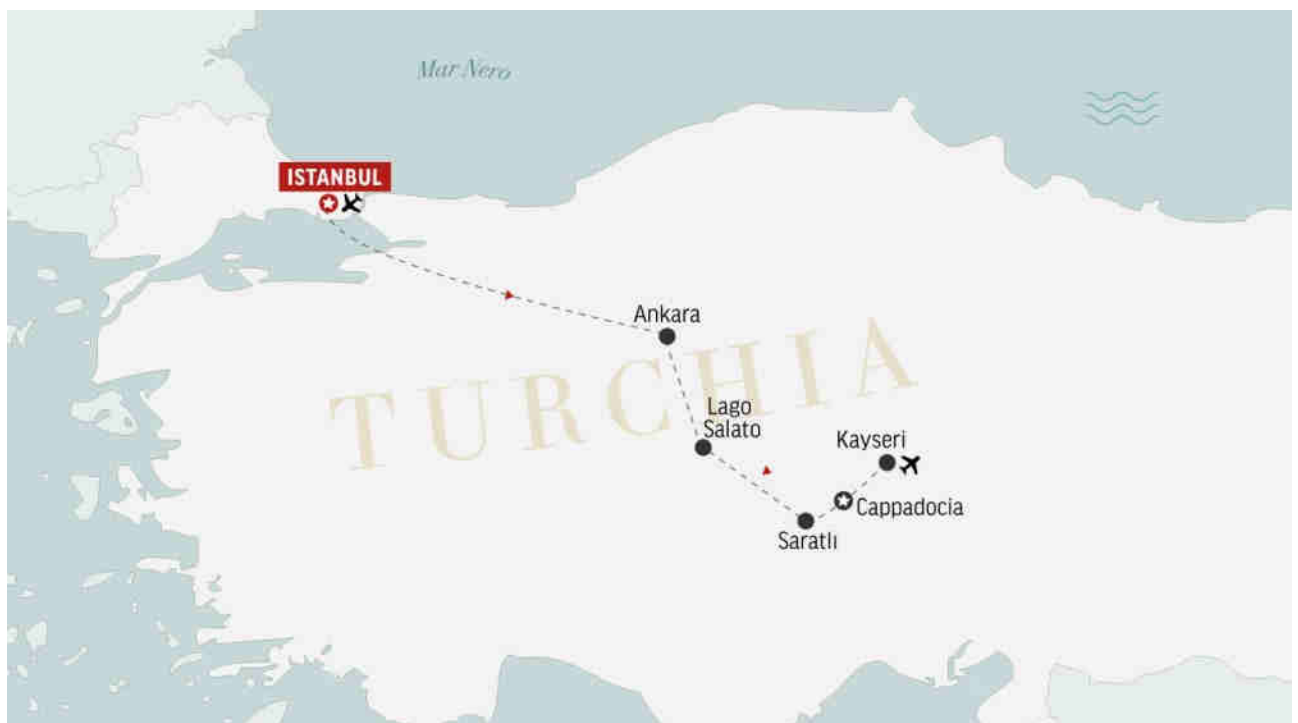 Mar Nero
ISTANBUL
Ankara
TURCHIA
Lago
Salato
Kayseri
Cappadocia
Saratlı